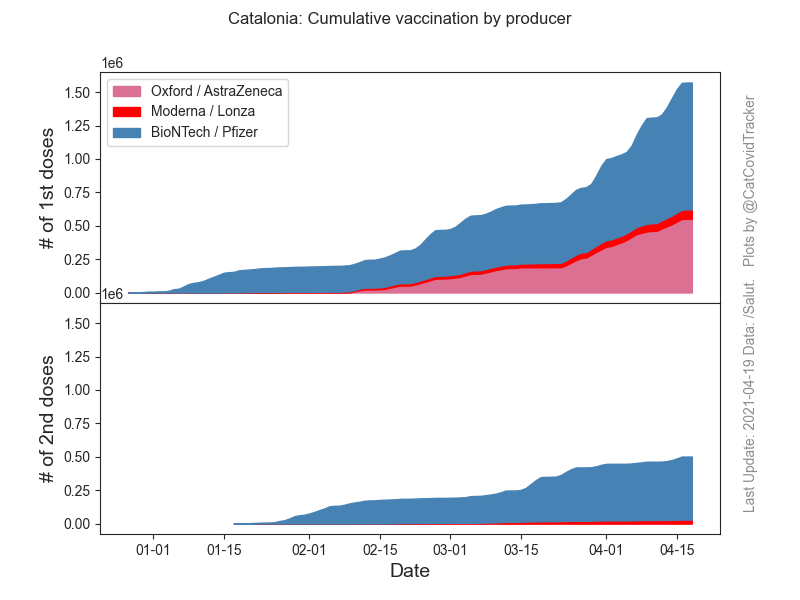 Catalonia: Cumulative vaccination by producer
1e6
Oxford / AstraZeneca
Moderna / Lonza
BioNTech / Pfizer
# of 1st doses
1.50
1.25
1.00
0.75
0.50
0.25
0.00
1e6
# of 2nd doses
1.50
1.25
1.00
0.75
0.50
0.25
0.00
01-01 01-15 02-01 02-15 03-01 03-15 04-01 04-15
Date
Last Update: 2021-04-19 Data: /Salut. Plots by @CatCovidTracker